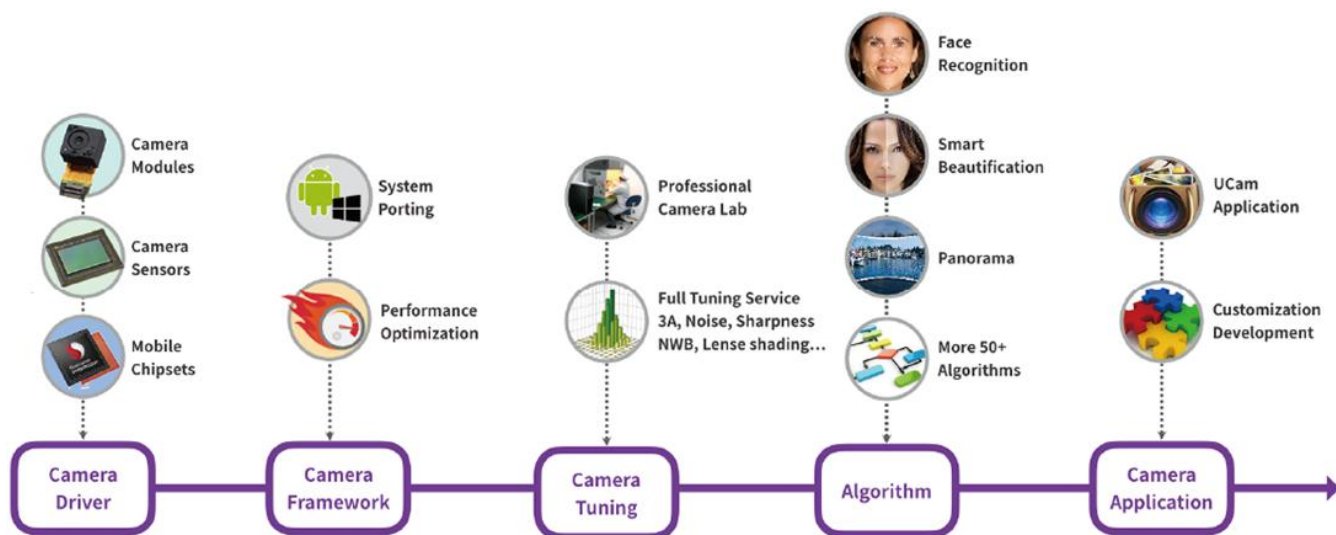 Face
Recognition
Camera
Modules
Smart
Beautification
System
Porting
Professional
Camera Lab
UCam
Application
Camera
Sensors
Panorama
Performance
Optimization
Full Tuning Service
3A, Noise, Sharpness
NWB, Lense shading...
Customization
Development
Mobile
Chipsets
More 50+
Algorithms
Camera
Driver
Camera
Framework
Camera
Tuning
Algorithm
Camera
Application